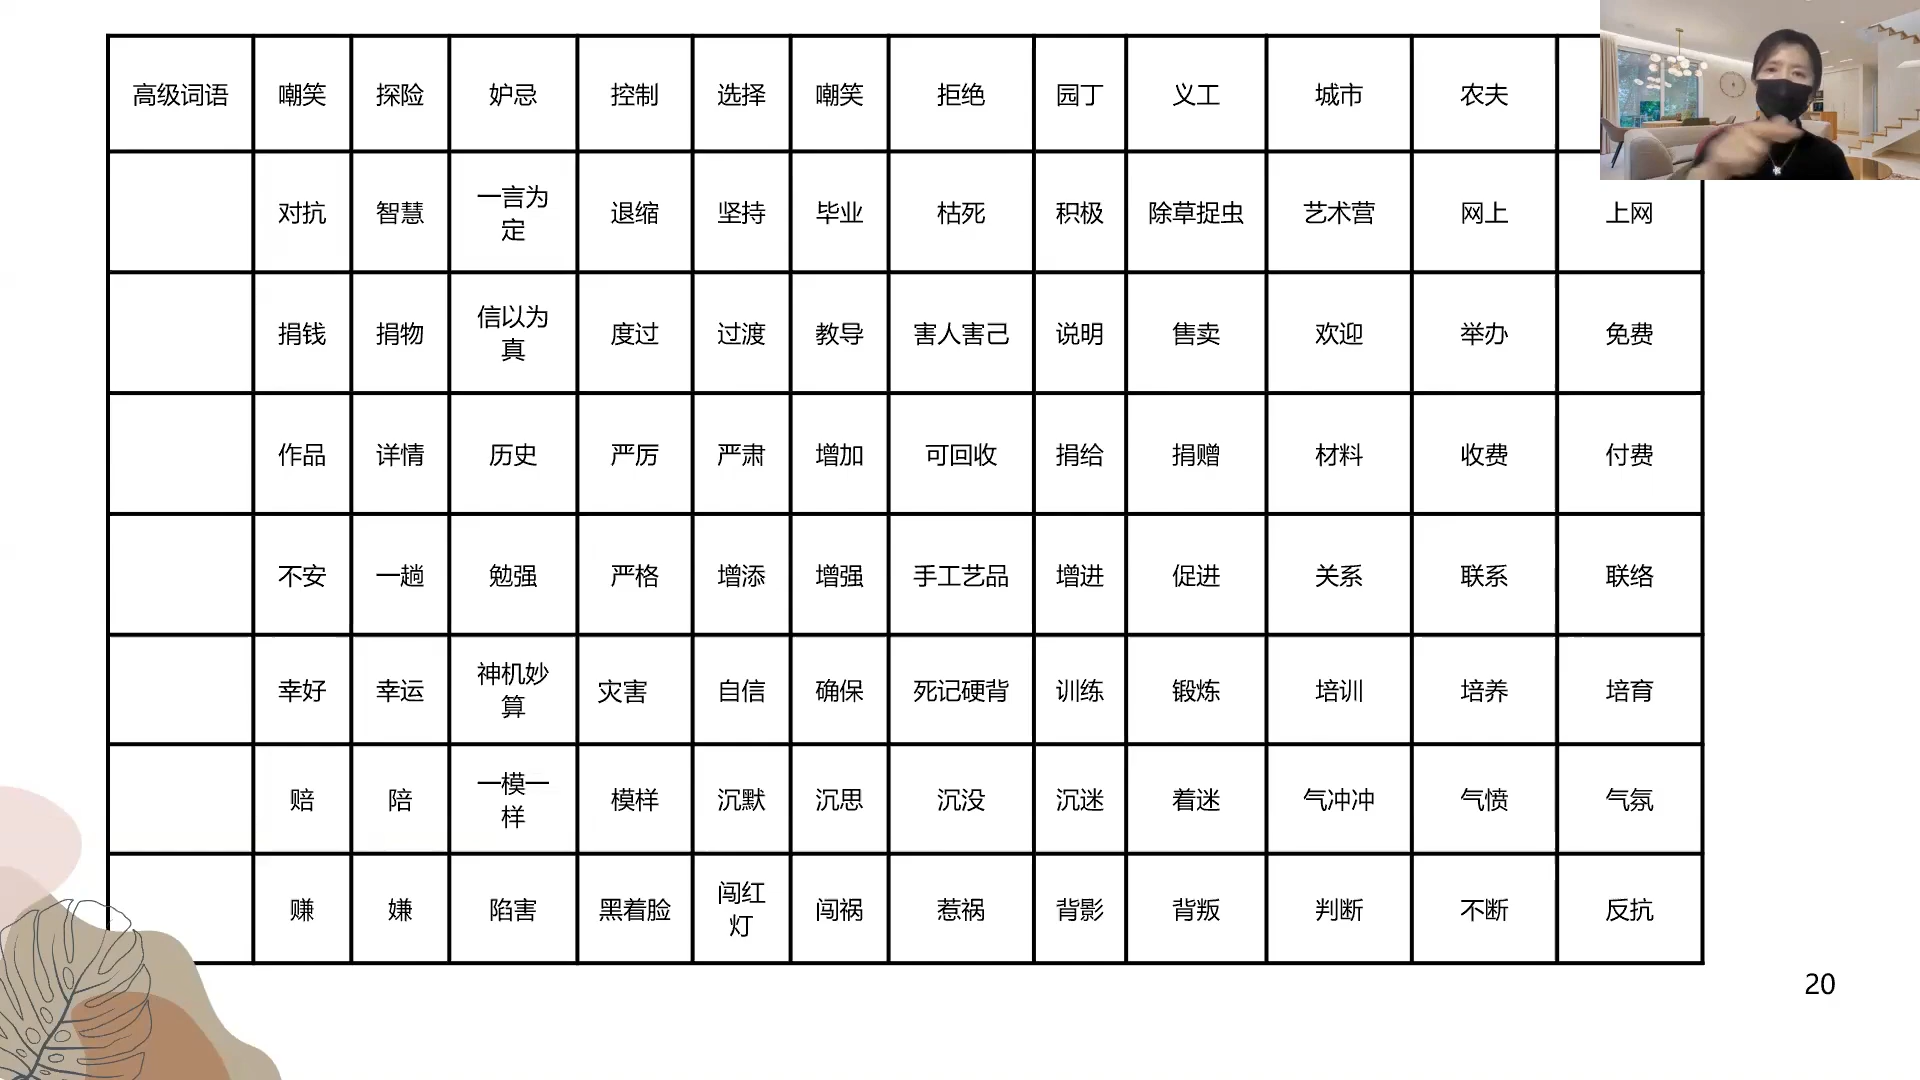 高级词语 嘲笑 探险 妒忌 控制 选择 嘲笑 拒绝 园丁 义工 城市 农夫
对抗 智慧 一言为定 退缩 坚持 毕业 枯死 积极 除草捉虫 艺术营 网上 上网
捐钱 捐物 信以为真 度过 过渡 教导 害人害己 说明 售卖 欢迎 举办 免费
作品 详情 历史 严厉 严肃 增加 可回收 捐给 捐赠 材料 收费 付费
不安 一趟 勉强 严格 增添 增强 手工艺品 增进 促进 关系 联系 联络
幸好 幸运 神机妙算 灾害 自信 确保 死记硬背 训练 锻炼 培训 培养 培育
赔 陪 一模一样 模样 沉默 沉思 沉没 沉迷 着迷 气冲冲 气愤 气氛
赚 嫌 陷害 黑着脸 闯红灯 闯祸 惹祸 背影 背叛 判断 不断 反抗
20